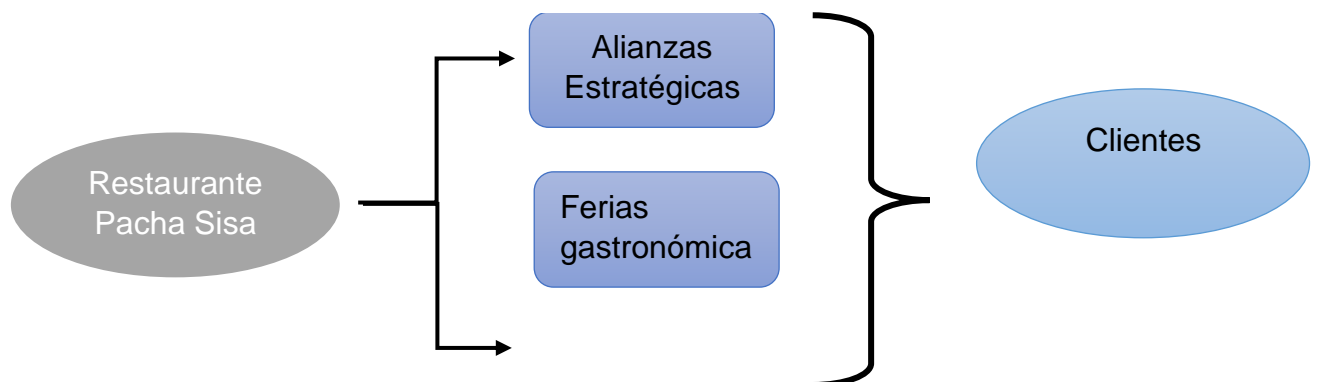 Restaurante
Pacha Sisa
Alianzas
Estratégicas
Ferias
gastronómica
Clientes